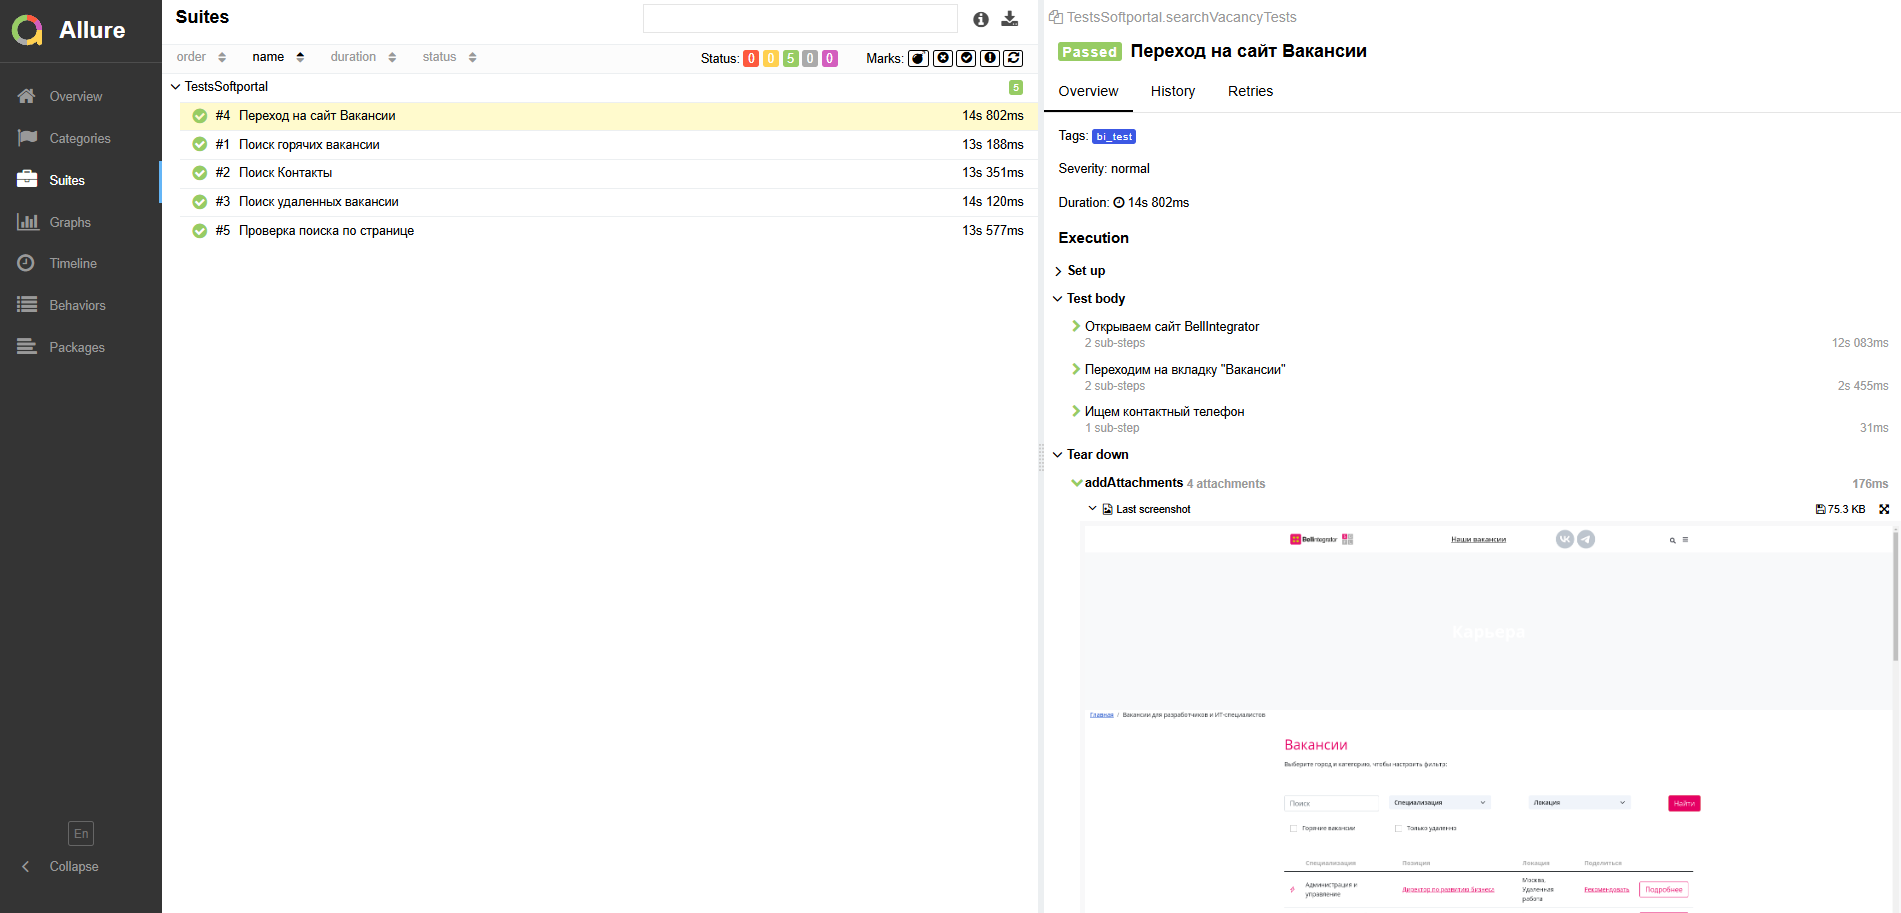 Allure
Overview
Categories
Suites
Graphs
Timeline
Behaviors
Packages
En
Collapse
Suites
order name duration status
Status: 0 0 5 0 0 Marks:
TestsSoftportal 5
#4 Переход на сайт Вакансии 14s 802ms
#1 Поиск горячих вакансии 13s 188ms
#2 Поиск Контакты 13s 351ms
#3 Поиск удаленных вакансии 14s 120ms
#5 Проверка поиска по странице 13s 577ms
TestsSoftportal.searchVacancyTests
Passed Переход на сайт Вакансии
Overview History Retries
Tags: bi_test
Severity: normal
Duration: 14s 802ms
Execution
Set up
Test body
Открываем сайт BellIntegrator
2 sub-steps 12s 083ms
Переходим на вкладку "Вакансии"
2 sub-steps 2s 455ms
Ищем контактный телефон
1 sub-step 31ms
Tear down
addAttachments 4 attachments 176ms
Last screenshot 75.3 KB
BellIntegrator Наши вакансии
Карьера
Главная / Вакансии для разработчиков и ИТ-специалистов
Вакансии
Выберите город и категорию, чтобы настроить фильтр:
Поиск Специализация Локация Найти
Горячие вакансии Только удаленно
Специализация Позиция Локация Поделиться
Администрация и управление Директор по развитию бизнеса Москва, Удаленная работа Рекомендовать Подробнее